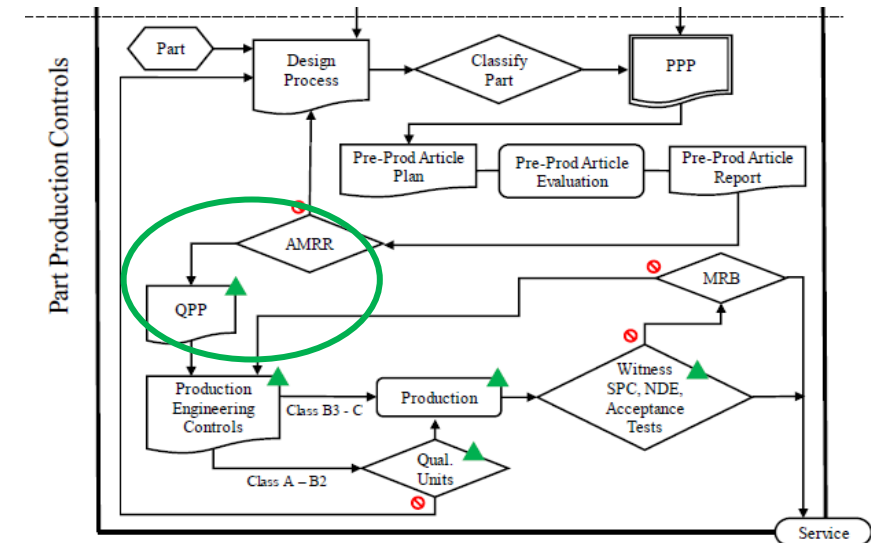 Part Production Controls
Part
Design
Process
Classify
Part
PPP
Pre-Prod Article
Plan
Pre-Prod Article
Evaluation
Pre-Prod Article
Report
AMRR
QPP
MRB
Production
Engineering
Controls
Class B3 - C
Production
Witness
SPC, NDE,
Acceptance
Tests
Class A – B2
Qual.
Units
Service